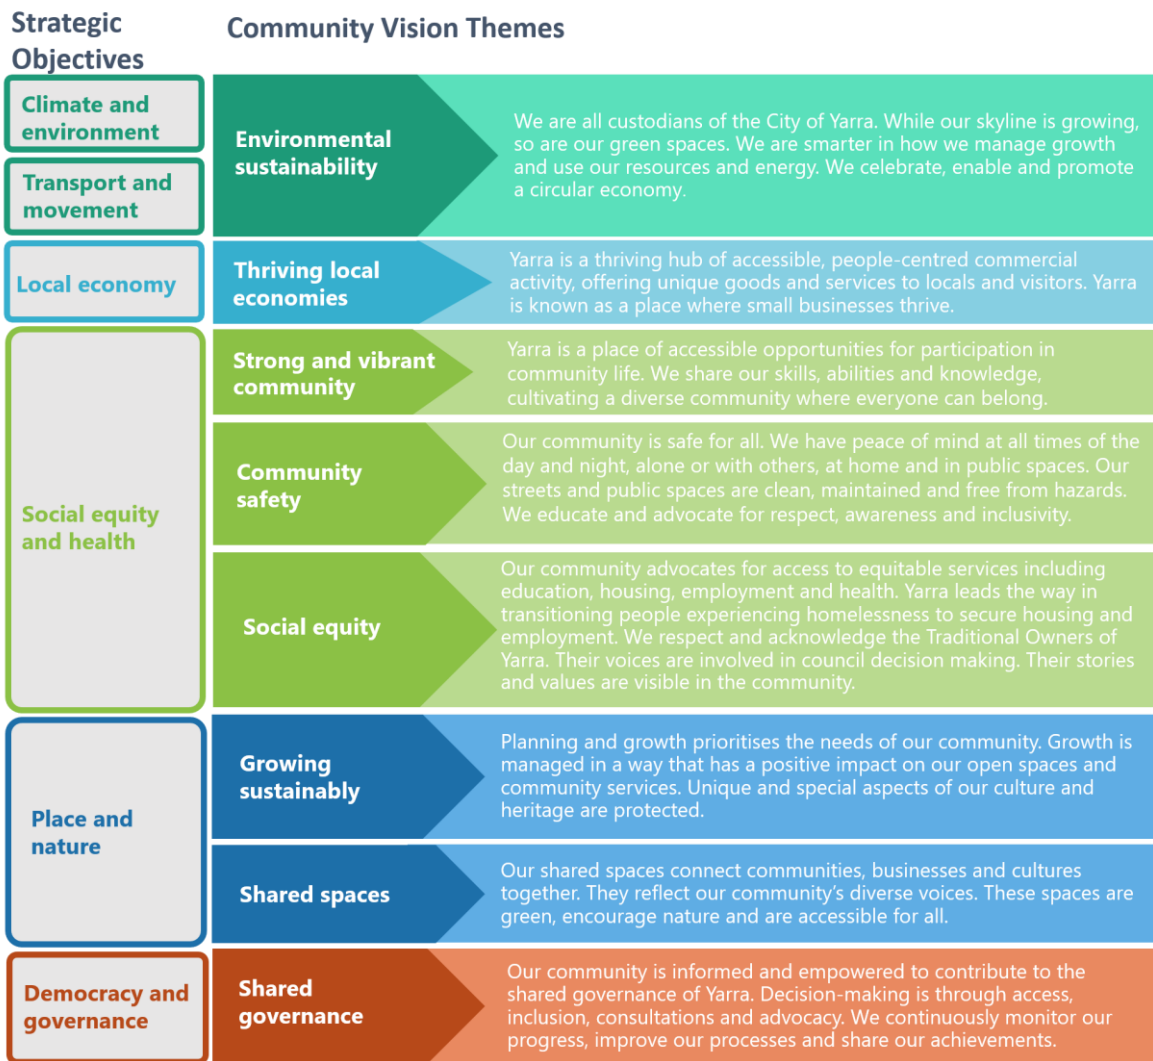 Strategic
Objectives
Community Vision Themes
Climate and
environment
Transport and
movement
Environmental
sustainability
We are all custodians of the City of Yarra. While our skyline is growing,
so are our green spaces. We are smarter in how we manage growth
and use our resources and energy. We celebrate, enable and promote
a circular economy.
Local economy
Thriving local
economies
Yarra is a thriving hub of accessible, people-centred commercial
activity, offering unique goods and services to locals and visitors. Yarra
is known as a place where small businesses thrive.
Social equity
and health
Strong and vibrant
community
Yarra is a place of accessible opportunities for participation in
community life. We share our skills, abilities and knowledge,
cultivating a diverse community where everyone can belong.
Community
safety
Our community is safe for all. We have peace of mind at all times of the
day and night, alone or with others, at home and in public spaces. Our
streets and public spaces are clean, maintained and free from hazards.
We educate and advocate for respect, awareness and inclusivity.
Social equity
Our community advocates for access to equitable services including
education, housing, employment and health. Yarra leads the way in
transitioning people experiencing homelessness to secure housing and
employment. We respect and acknowledge the Traditional Owners of
Yarra. Their voices are involved in council decision making. Their stories
and values are visible in the community.
Place and
nature
Growing
sustainably
Planning and growth prioritises the needs of our community. Growth is
managed in a way that has a positive impact on our open spaces and
community services. Unique and special aspects of our culture and
heritage are protected.
Shared spaces
Our shared spaces connect communities, businesses and cultures
together. They reflect our community's diverse voices. These spaces are
green, encourage nature and are accessible for all.
Democracy and
governance
Shared
governance
Our community is informed and empowered to contribute to the
shared governance of Yarra. Decision-making is through access,
inclusion, consultations and advocacy. We continuously monitor our
progress, improve our processes and share our achievements.